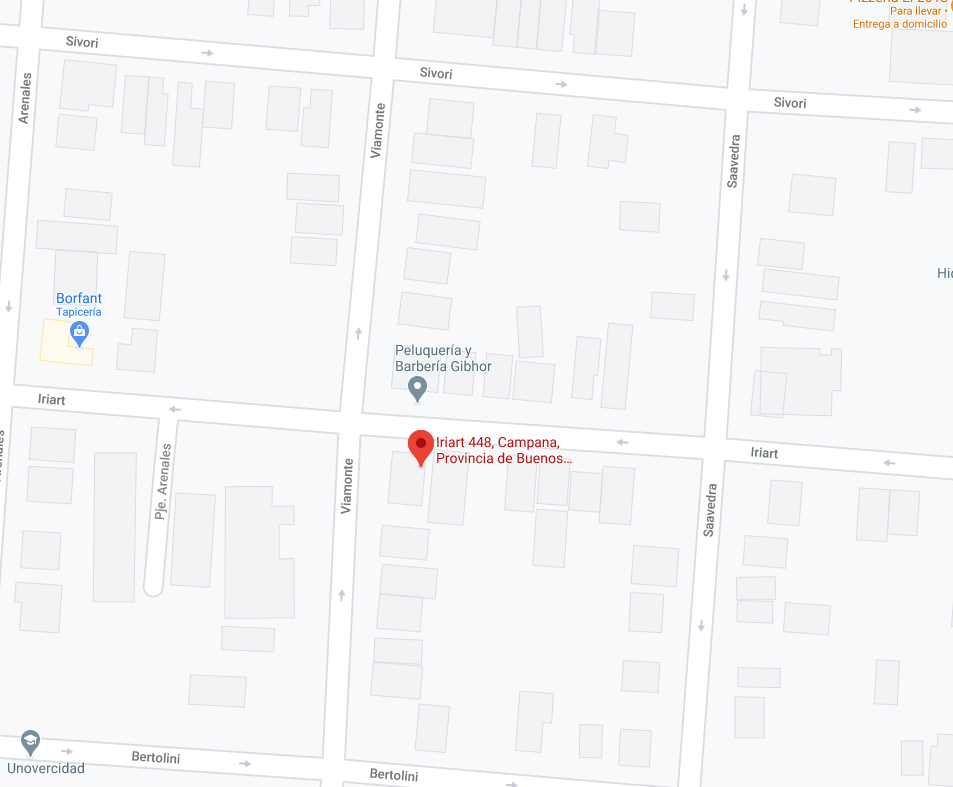 Para llevar •
Entrega a domicilio
Sivori
Sivori
Sivori
Arenales
Viamonte
Saavedra
Borfant
Tapicería
Peluquería y
Barbería Gibhor
Iriart
Iriart 448, Campana,
Provincia de Buenos...
Iriart
Pje. Arenales
Viamonte
Saavedra
Unovercidad
Bertolini
Bertolini